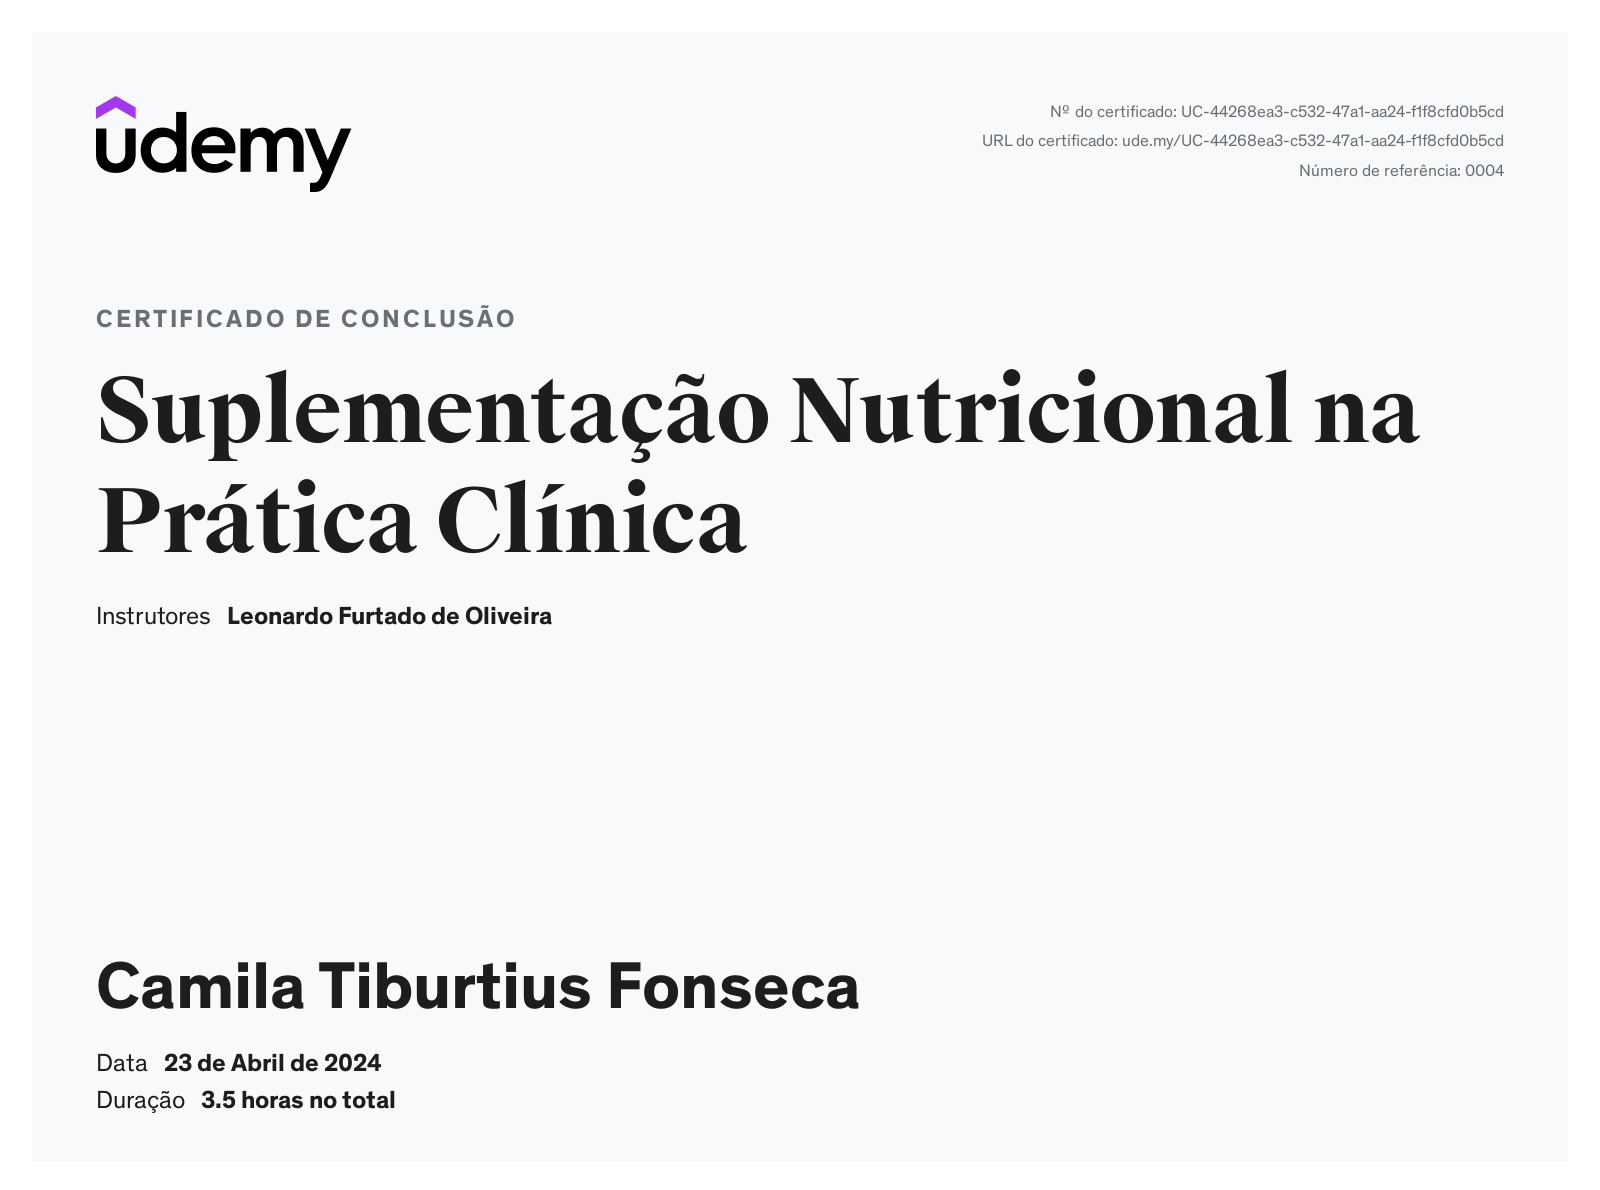 udemy
Nº do certificado: UC-44268ea3-c532-47a1-aa24-f1f8cfd0b5cd
URL do certificado: ude.my/UC-44268ea3-c532-47a1-aa24-f1f8cfd0b5cd
Número de referência: 0004
CERTIFICADO DE CONCLUSÃO
Suplementação Nutricional na
Prática Clínica
Instrutores Leonardo Furtado de Oliveira
Camila Tiburtius Fonseca
Data 23 de Abril de 2024
Duração 3.5 horas no total